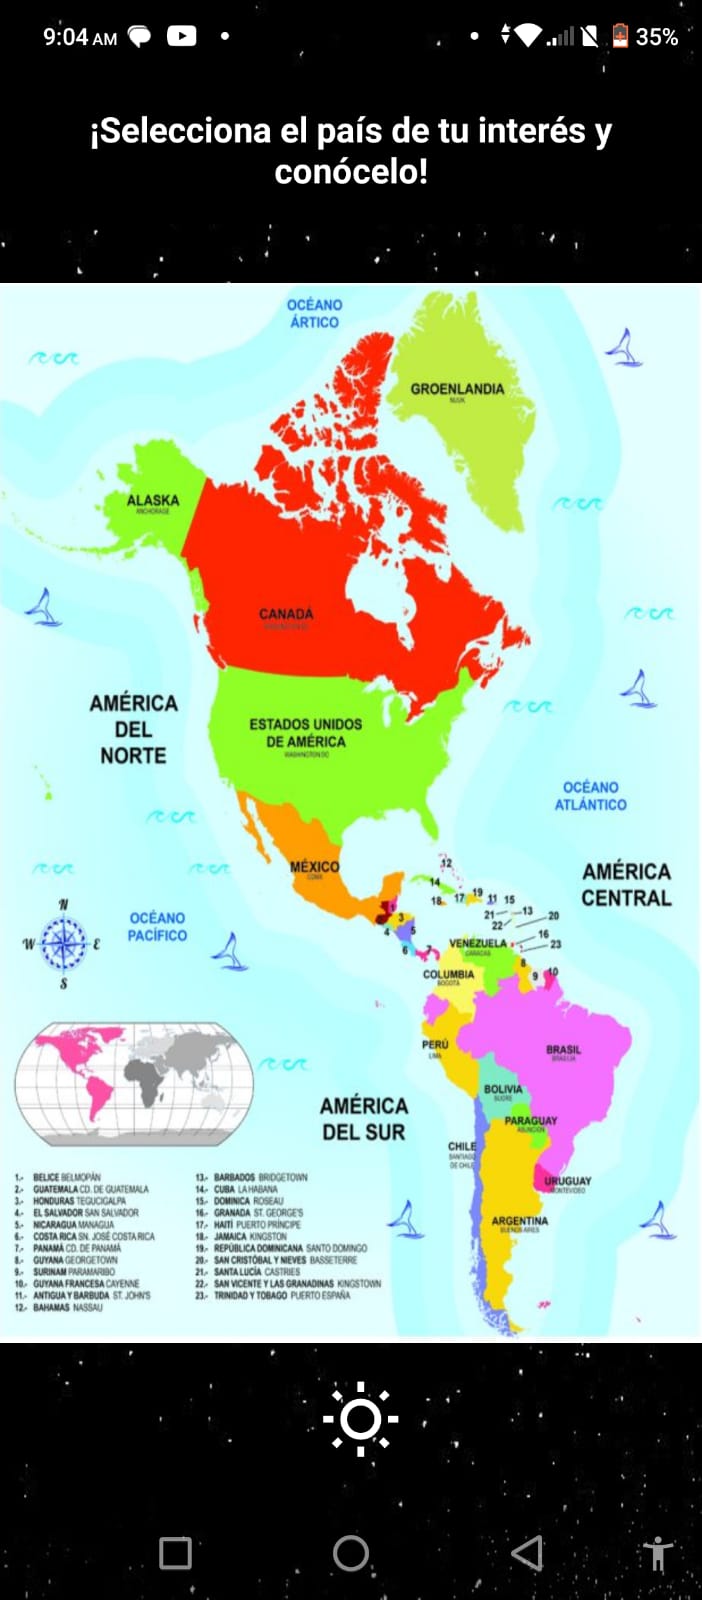 9:04 AM
35%
¡Selecciona el país de tu interés y
conócelo!
OCÉANO
ÁRTICO
GROENLANDIA
NUUK
ALASKA
ANCHORAGE
CANADÁ
AMÉRICA
DEL
NORTE
ESTADOS UNIDOS
DE AMÉRICA
WASHINGTON DC
OCÉANO
ATLÁNTICO
MÉXICO
CDMX
AMÉRICA
CENTRAL
12
14
19
17
18
11
15
13
21
22
20
16
23
3
4
5
6
7
8
9
10
N
W
E
S
OCÉANO
PACÍFICO
VENEZUELA
CARACAS
COLUMBIA
BOGOTÁ
PERÚ
LIMA
BRASIL
BRASILIA
BOLIVIA
SUCRE
PARAGUAY
ASUNCIÓN
AMÉRICA
DEL SUR
CHILE
SANTIAGO
DE CHILE
URUGUAY
MONTEVIDEO
ARGENTINA
BUENOS AIRES
1.- BELICE BELMOPÁN
2.- GUATEMALA CD. DE GUATEMALA
3.- HONDURAS TEGUCIGALPA
4.- EL SALVADOR SAN SALVADOR
5.- NICARAGUA MANAGUA
6.- COSTA RICA SN. JOSÉ COSTA RICA
7.- PANAMÁ CD. DE PANAMÁ
8.- GUYANA GEORGETOWN
9.- SURINAM PARAMARIBO
10.- GUYANA FRANCESA CAYENNE
11.- ANTIGUA Y BARBUDA ST. JOHN'S
12.- BAHAMAS NASSAU
13.- BARBADOS BRIDGETOWN
14.- CUBA LA HABANA
15.- DOMINICA ROSEAU
16.- GRANADA ST. GEORGE'S
17.- HAITÍ PUERTO PRÍNCIPE
18.- JAMAICA KINGSTON
19.- REPÚBLICA DOMINICANA SANTO DOMINGO
20.- SAN CRISTÓBAL Y NIEVES BASSETERRE
21.- SANTA LUCÍA CASTRIES
22.- SAN VICENTE Y LAS GRANADINAS KINGSTOWN
23.- TRINIDAD Y TOBAGO PUERTO ESPAÑA